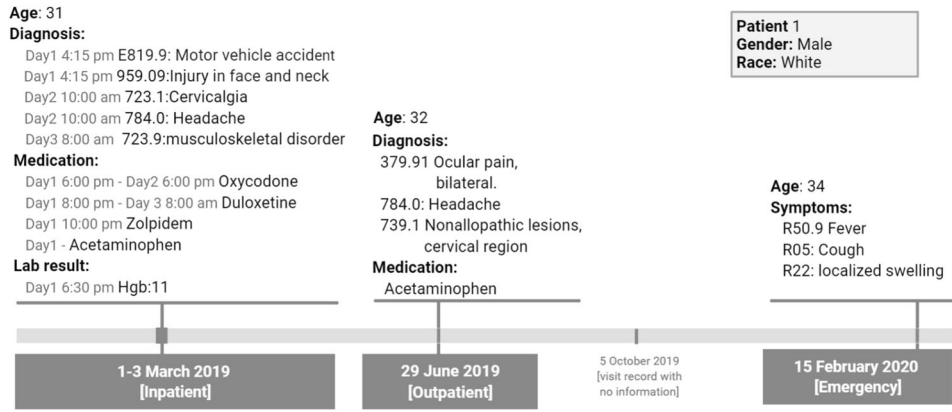 Age: 31
Diagnosis:
Day1 4:15 pm E819.9: Motor vehicle accident
Day1 4:15 pm 959.09:Injury in face and neck
Day2 10:00 am 723.1:Cervicalgia
Day2 10:00 am 784.0: Headache
Day3 8:00 am 723.9:musculoskeletal disorder
Medication:
Day1 6:00 pm - Day2 6:00 pm Oxycodone
Day1 8:00 pm - Day 3 8:00 am Duloxetine
Day1 10:00 pm Zolpidem
Day1 - Acetaminophen
Lab result:
Day1 6:30 pm Hgb:11
1-3 March 2019
[Inpatient]
Age: 32
Diagnosis:
379.91 Ocular pain,
bilateral.
784.0: Headache
739.1 Nonallopathic lesions,
cervical region
Medication:
Acetaminophen
29 June 2019
[Outpatient]
5 October 2019
[visit record with
no information]
Patient 1
Gender: Male
Race: White
Age: 34
Symptoms:
R50.9 Fever
R05: Cough
R22: localized swelling
15 February 2020
[Emergency]